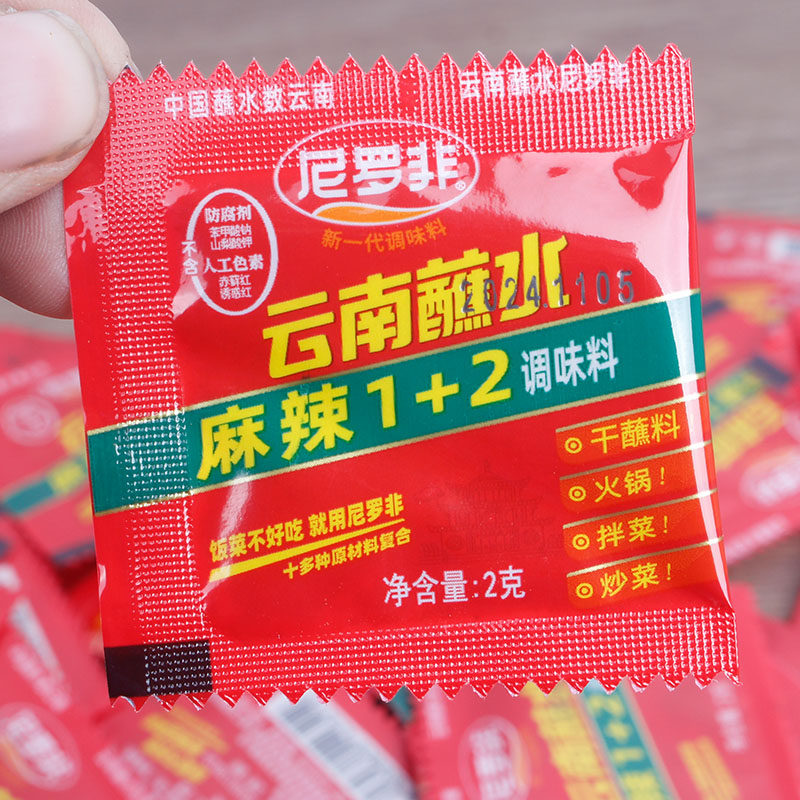 中国蘸水数云南
云南蘸水尼罗非
尼罗非®
新一代调味料
不含
防腐剂
苯甲酸钠
山梨酸钾
人工色素
赤藓红
诱惑红
云南蘸水
20241105
麻辣1+2调味料
干蘸料
火锅!
拌菜!
炒菜!
饭菜不好吃 就用尼罗非
十多种原材料复合
净含量:2克